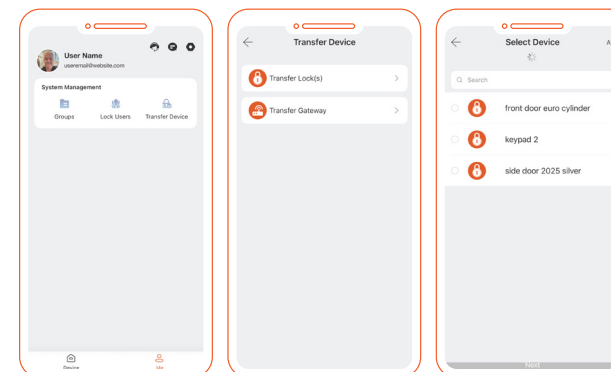 User Name
useremail@website.com
System Management
Groups
Lock Users
Transfer Device
Device
Me
Transfer Device
Transfer Lock(s)
Transfer Gateway
Select Device
A
Search
front door euro cylinder
keypad 2
side door 2025 silver
Next